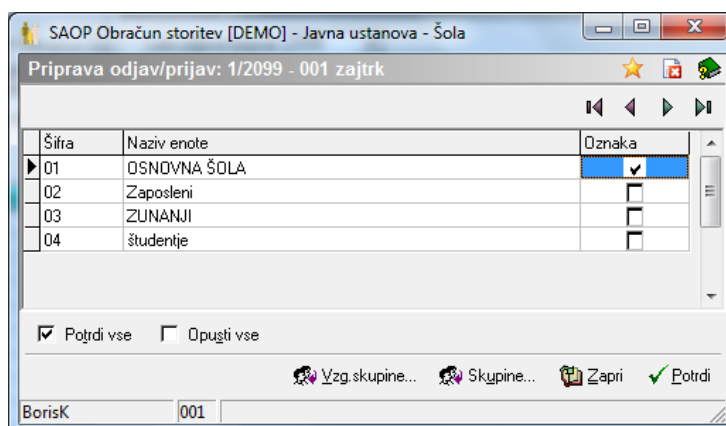 SAOP Obračun storitev [DEMO] - Javna ustanova - Šola
Priprava odjav/prijav: 1/2099 - 001 zajtrk
Šifra Naziv enote Oznaka
01 OSNOVNA ŠOLA
02 Zaposleni
03 ZUNANJI
04 študentje
Potrdi vse Opusti vse
Vzg.skupine... Skupine... Zapri Potrdi
BorisK 001